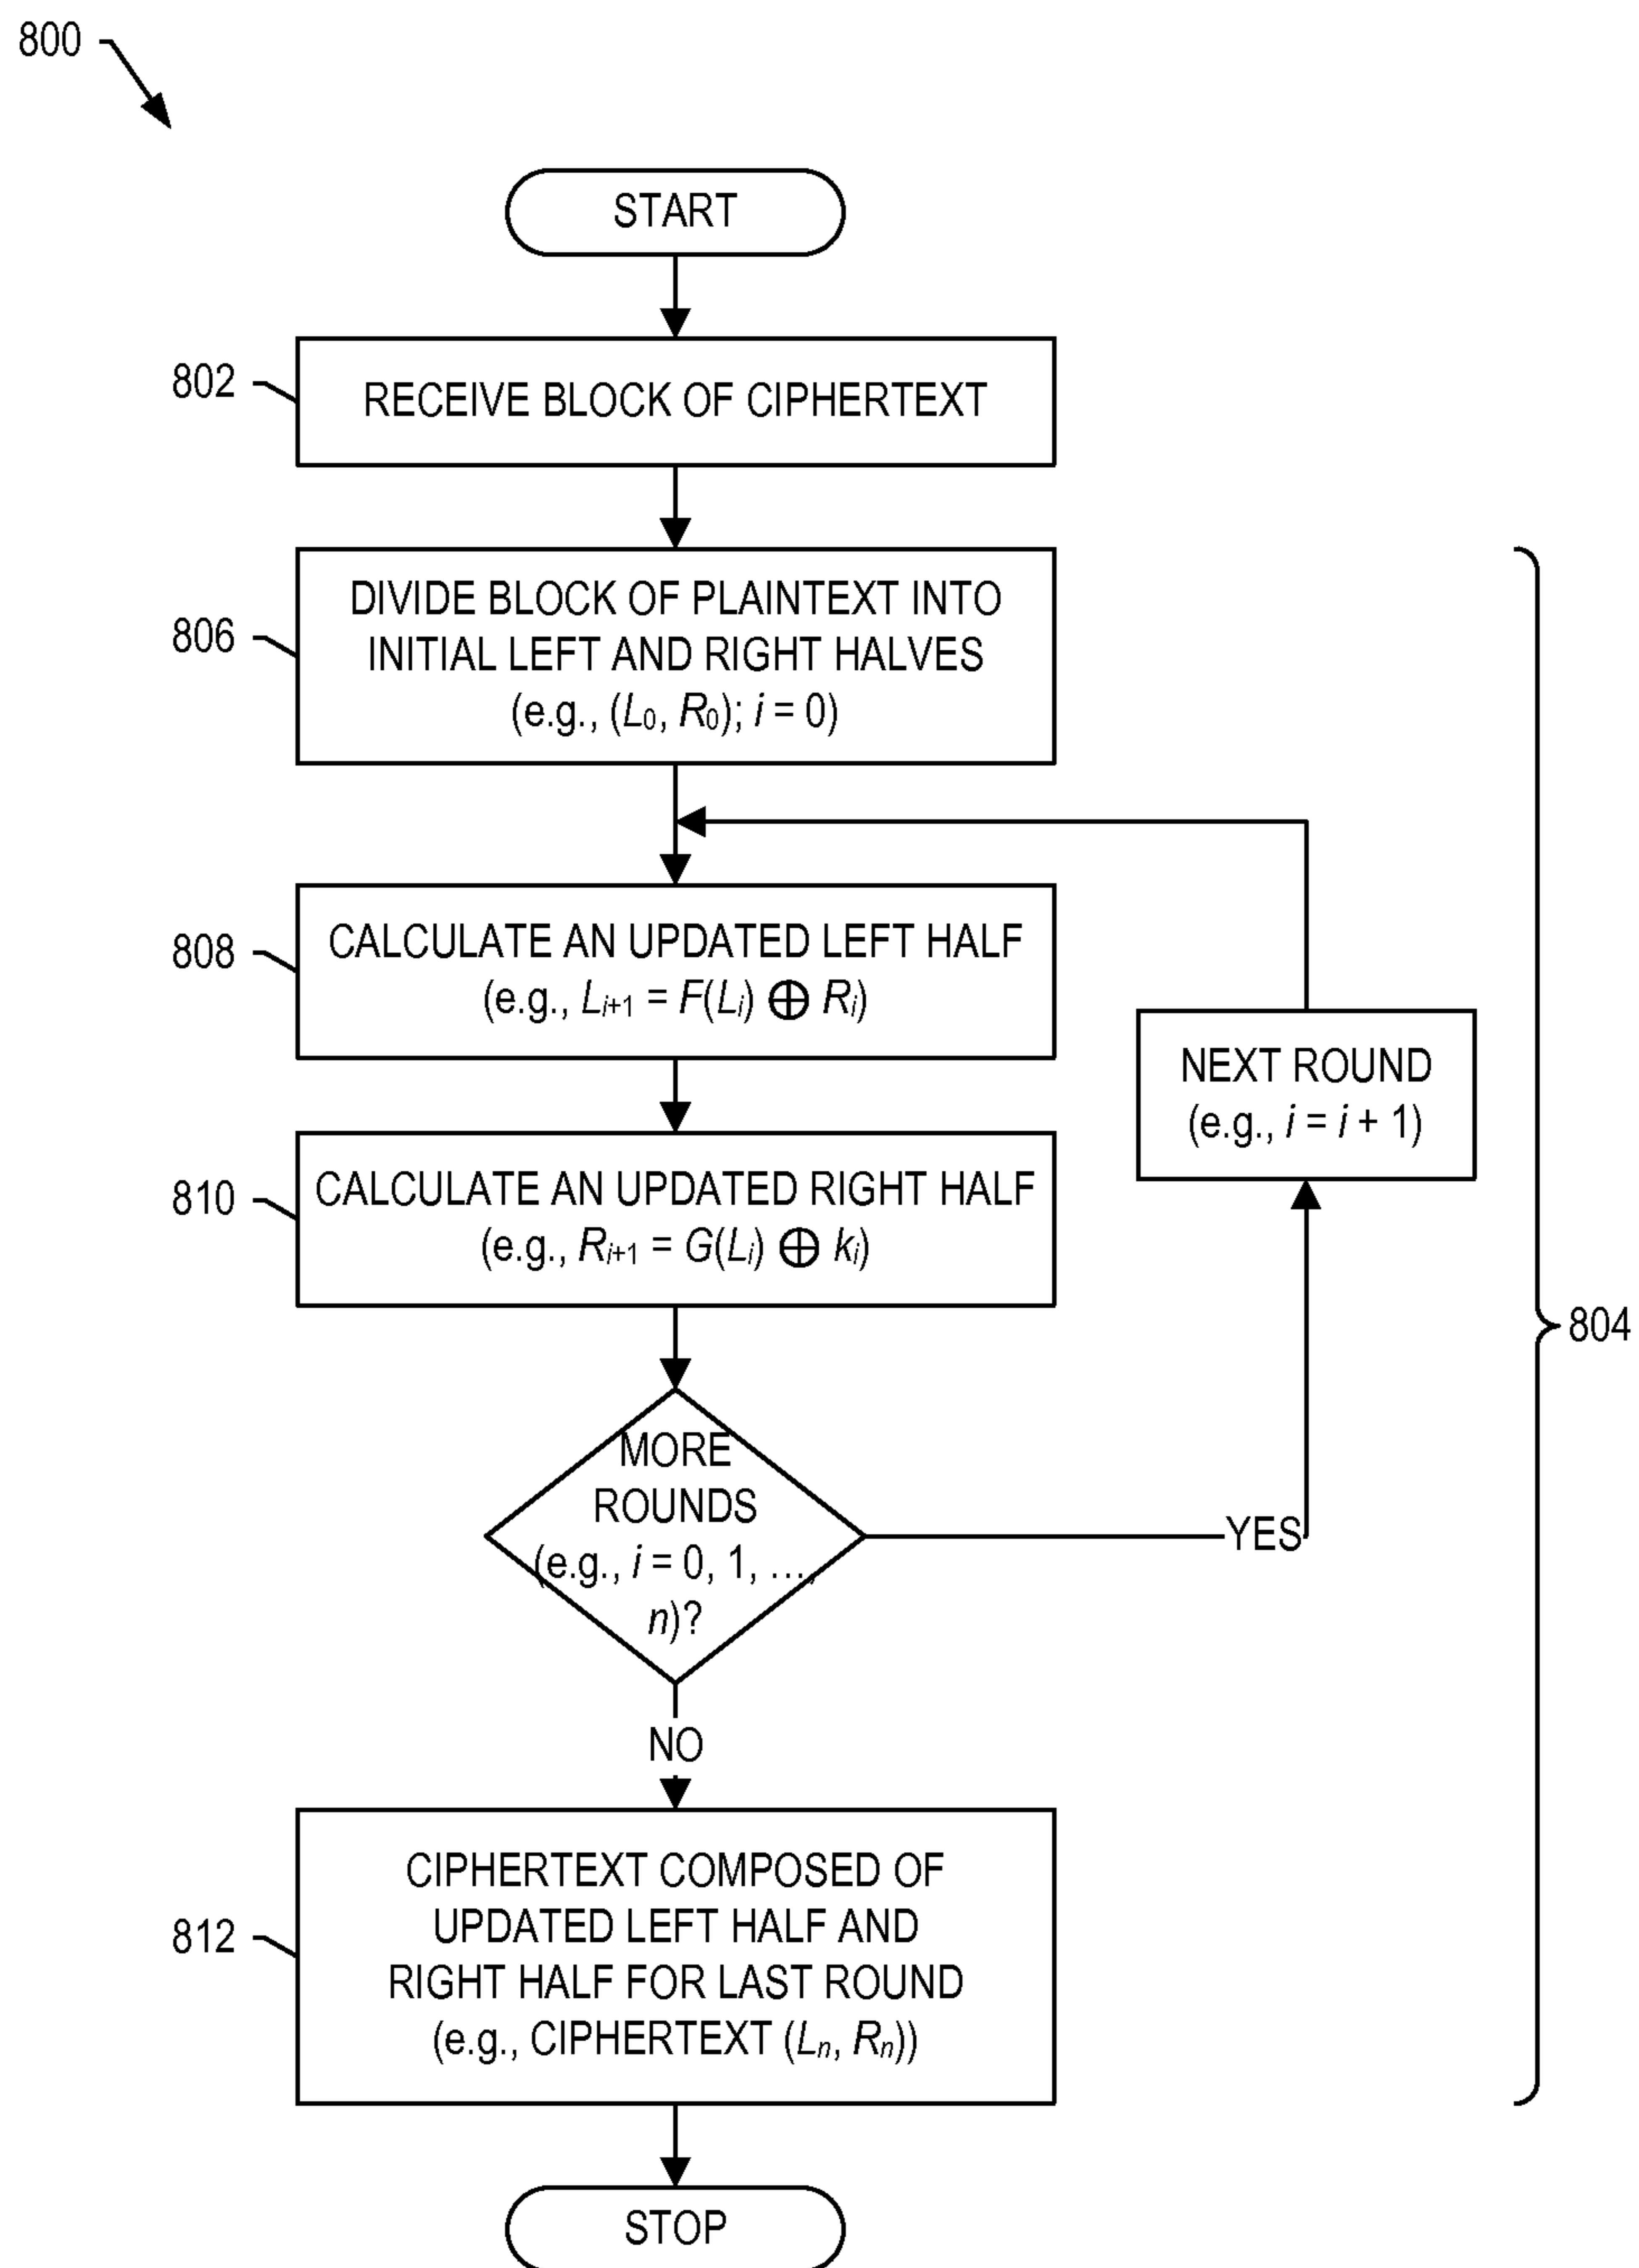 800
START
802
RECEIVE BLOCK OF CIPHERTEXT
806
DIVIDE BLOCK OF PLAINTEXT INTO
INITIAL LEFT AND RIGHT HALVES
(e.g., (L₀, R₀); i = 0)
808
CALCULATE AN UPDATED LEFT HALF
(e.g., Lᵢ₊₁ = F(Lᵢ) ⊕ Rᵢ)
NEXT ROUND
(e.g., i = i + 1)
810
CALCULATE AN UPDATED RIGHT HALF
(e.g., Rᵢ₊₁ = G(Lᵢ) ⊕ kᵢ)
804
MORE
ROUNDS
(e.g., i = 0, 1, …,
n)?
YES
NO
812
CIPHERTEXT COMPOSED OF
UPDATED LEFT HALF AND
RIGHT HALF FOR LAST ROUND
(e.g., CIPHERTEXT (Lₙ, Rₙ))
STOP